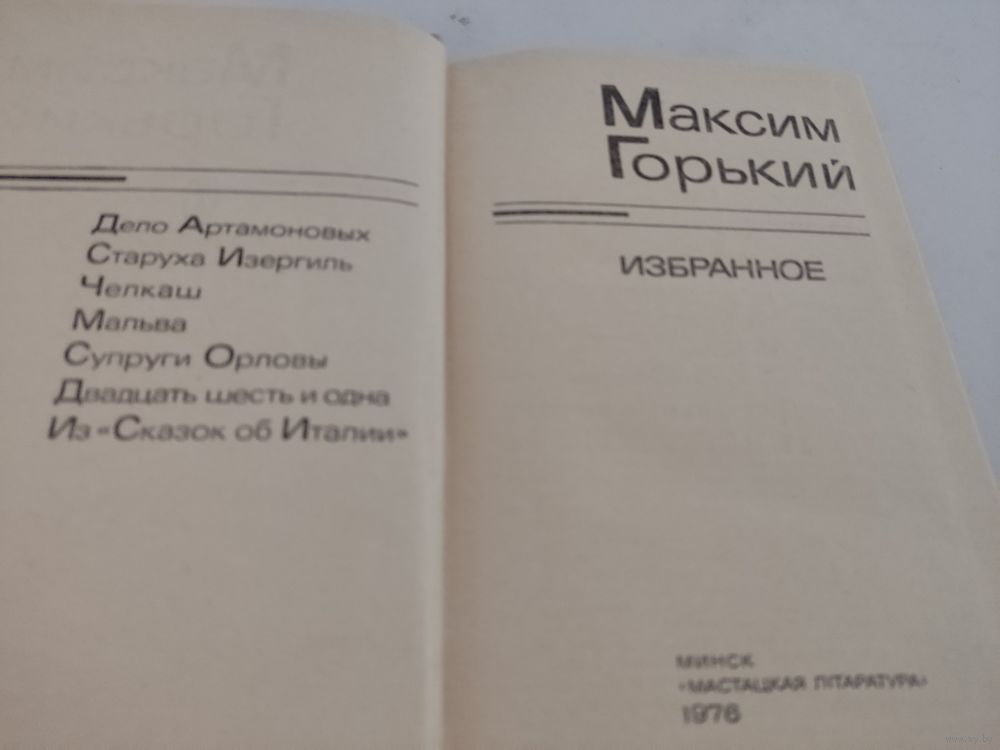 Дело Артамоновых
Старуха Изергиль
Челкаш
Мальва
Супруги Орловы
Двадцать шесть и одна
Из «Сказок об Италии»
Максим
Горький
ИЗБРАННОЕ
МИНСК
«МАСТАЦКАЯ ЛІТАРАТУРА»
1976